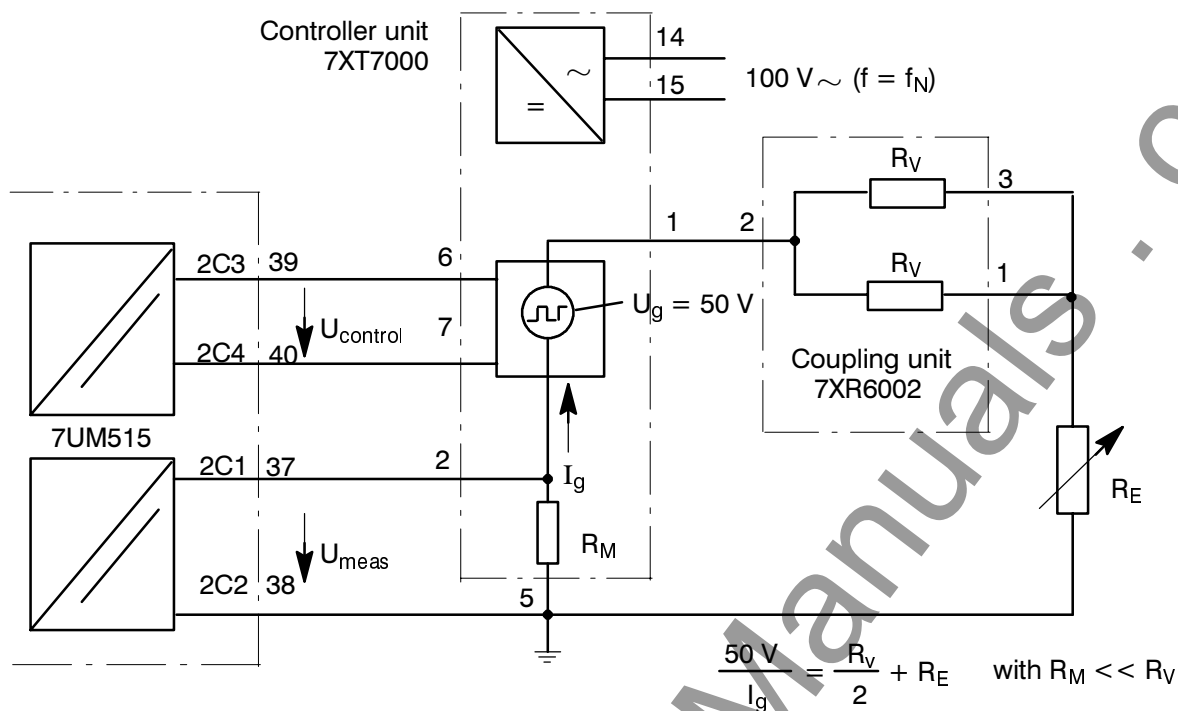 Controller unit
7XT7000
14
15
~
=
100 V ~ (f = fN)
RV
3
1
2
RV
1
2C3 39
6
Ug = 50 V
Ucontrol
7
2C4 40
Coupling unit
7XR6002
7UM515
2C1 37
2
Ig
RE
RM
Umeas
2C2 38
5
50 V
Ig
= Rv
2
+ RE with RM << RV
Manuals . c